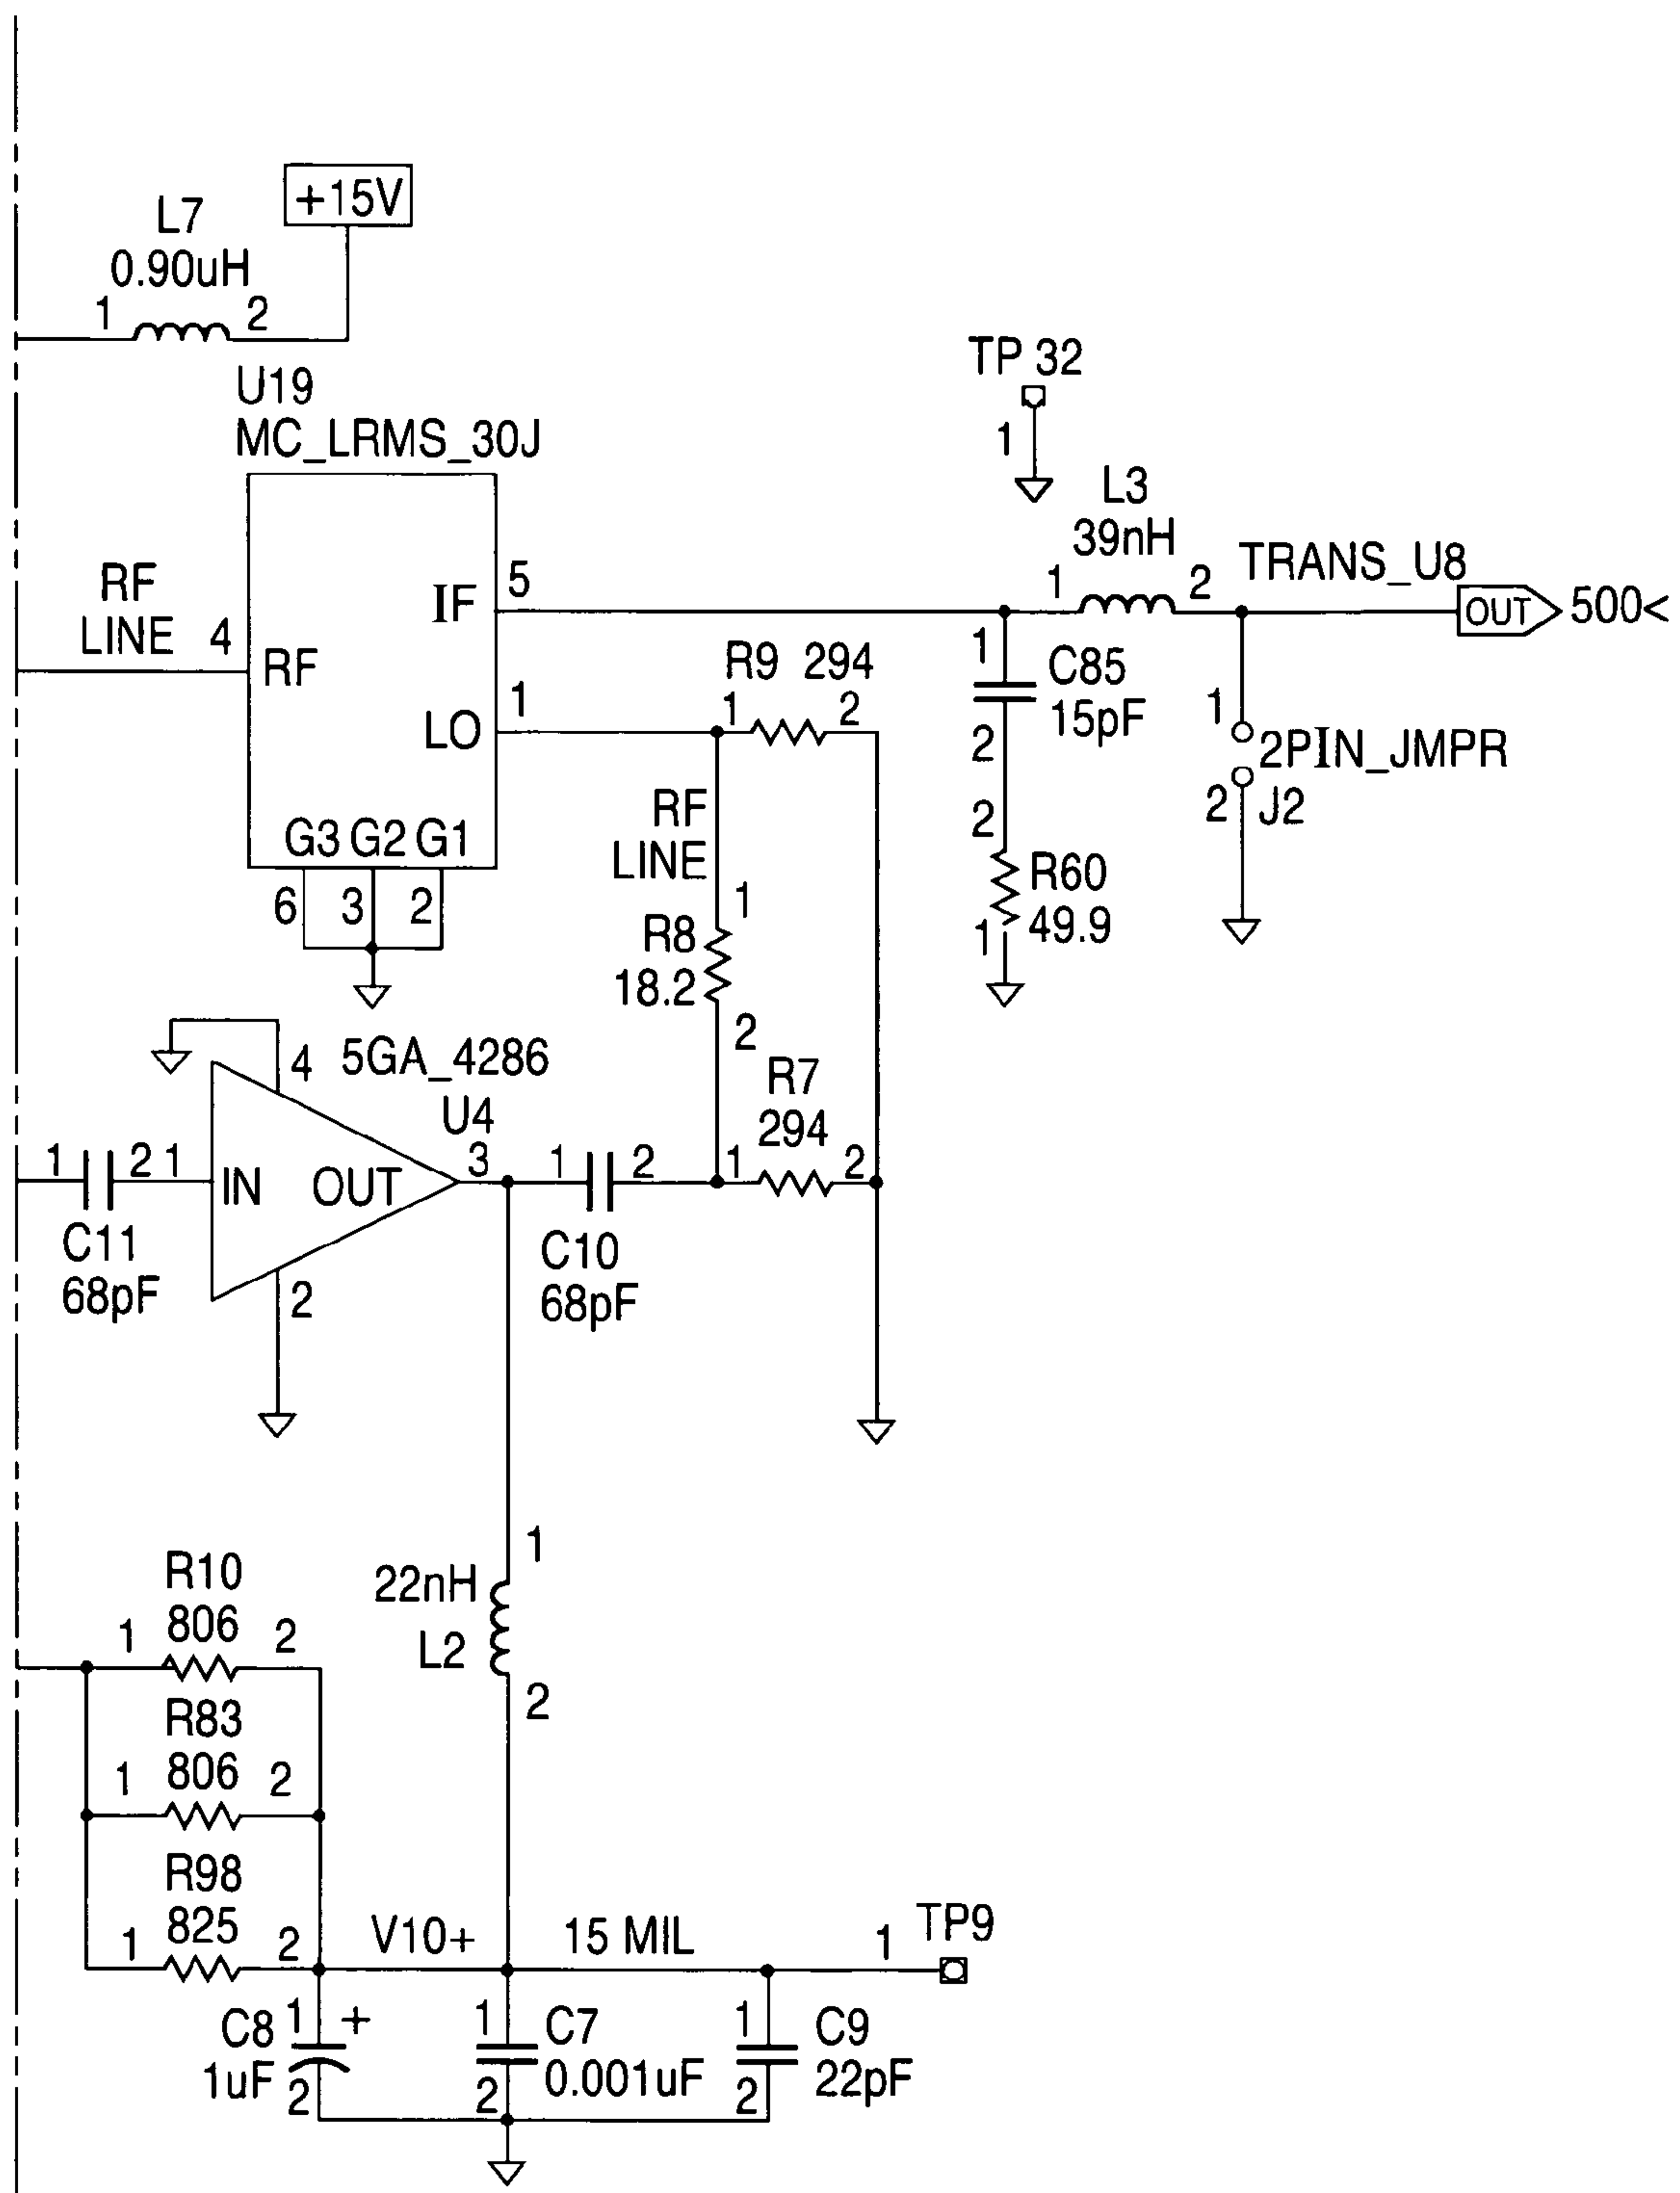 +15V
L7
0.90uH
1 2
U19
MC_LRMS_30J
TP 32
1
L3
39nH
1 2
TRANS_U8
OUT 500<
RF
LINE 4
RF
IF 5
LO 1
G3 G2 G1
6 3 2
R9 294
1 2
1
C85
15pF
2
2
R60
49.9
1
1
2PIN_JMPR
2 J2
RF
LINE
1
R8
18.2
2
R7
294
1 2
4
5GA_4286
U4
1 2 1
IN OUT
3
2
C11
68pF
1 2
C10
68pF
1
22nH
L2
2
R10
806
1 2
R83
806
1 2
R98
825
1 2
V10+ 15 MIL
1 TP9
1 +
C8
1uF
2
1
C7
0.001uF
2
1
C9
22pF
2